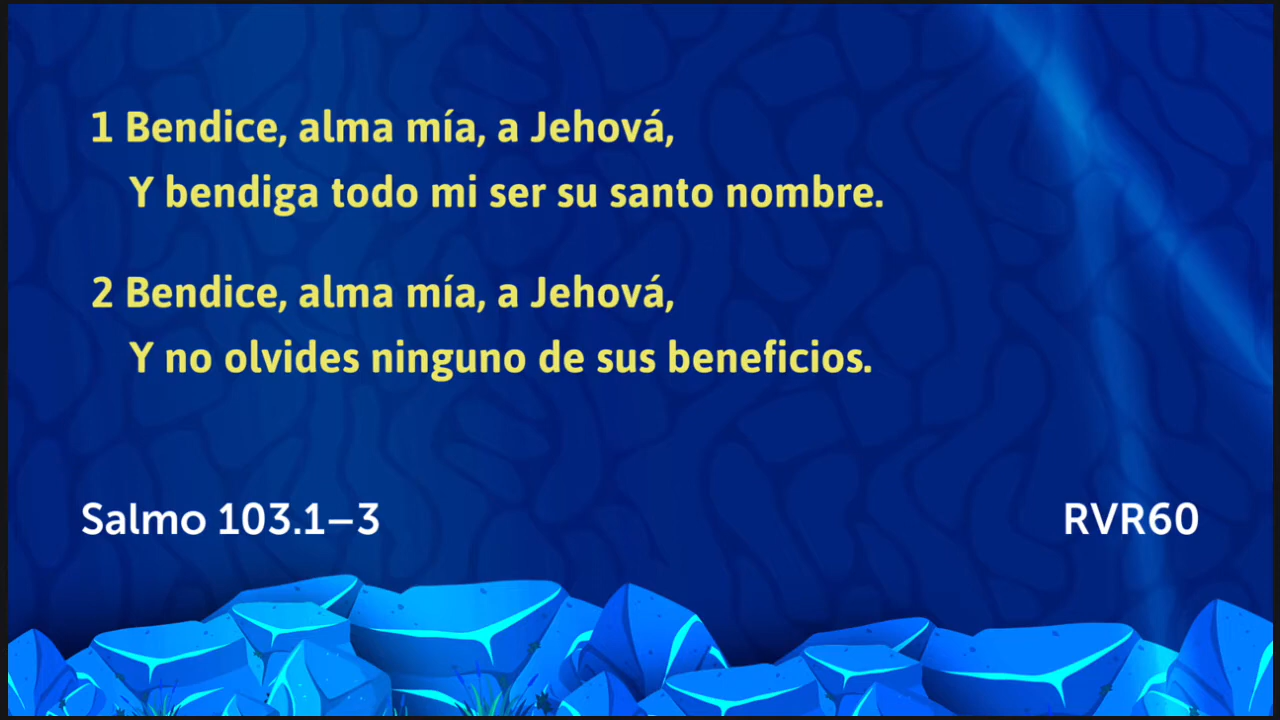 1 Bendice, alma mía, a Jehová,
Y bendiga todo mi ser su santo nombre.
2 Bendice, alma mía, a Jehová,
Y no olvides ninguno de sus beneficios.
Salmo 103.1–3
RVR60